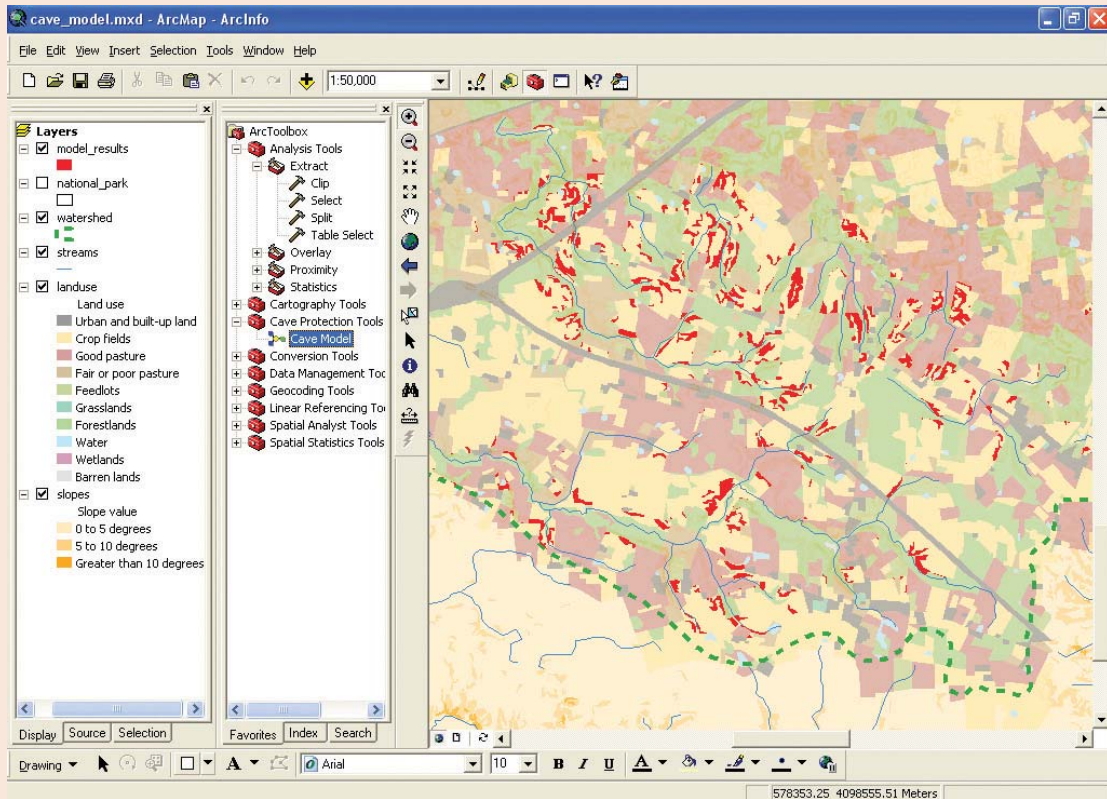 cave_model.mxd - ArcMap - ArcInfo
File Edit View Insert Selection Tools Window Help
1:50,000
Layers
model_results
national_park
watershed
streams
landuse
Land use
Urban and built-up land
Crop fields
Good pasture
Fair or poor pasture
Feedlots
Grasslands
Forestlands
Water
Wetlands
Barren lands
slopes
Slope value
0 to 5 degrees
5 to 10 degrees
Greater than 10 degrees
Display Source Selection
ArcToolbox
Analysis Tools
Extract
Clip
Select
Split
Table Select
Overlay
Proximity
Statistics
Cartography Tools
Cave Protection Tools
Cave Model
Conversion Tools
Data Management Toc
Geocoding Tools
Linear Referencing To
Spatial Analyst Tools
Spatial Statistics Tools
Favorites Index Search
Drawing A Arial 10 B I U A
578353.25 4098555.51 Meters